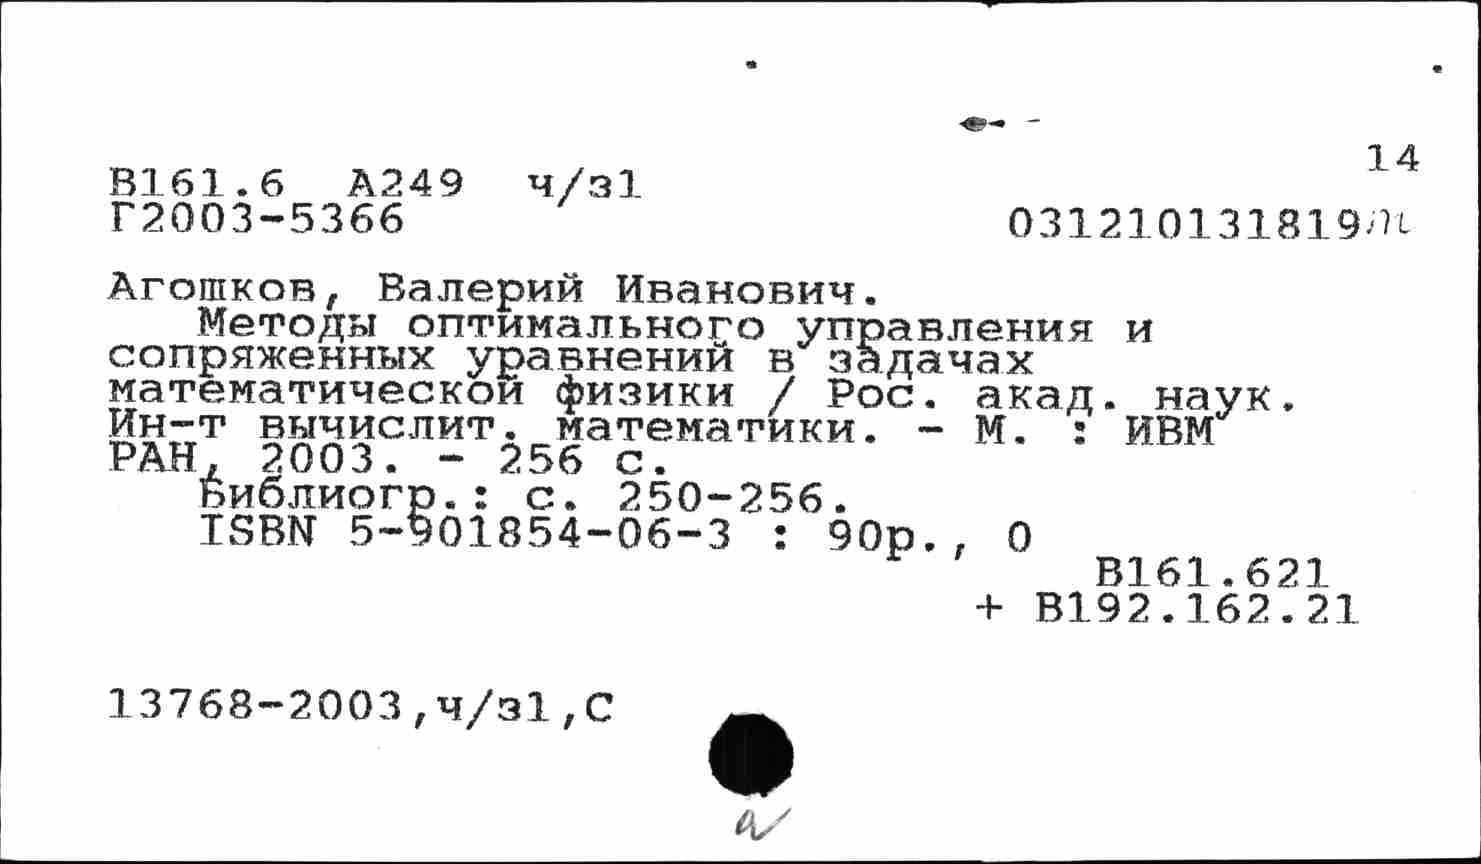 14
В161.6 А249 ч/з1
Г2003-5366 031210131819
Агошков, Валерий Иванович.
Методы оптимального управления и
сопряженных уравнений в задачах
математической физики / Рос. акад. наук.
Ин-т вычислит. математики. - М. : ИВМ
РАН, 2003. - 256 с.
Библиогр.: с. 250-256.
ISBN 5-901854-06-3 : 90р., 0
В161.621
+ В192.162.21
13768-2003,ч/з1,С
a